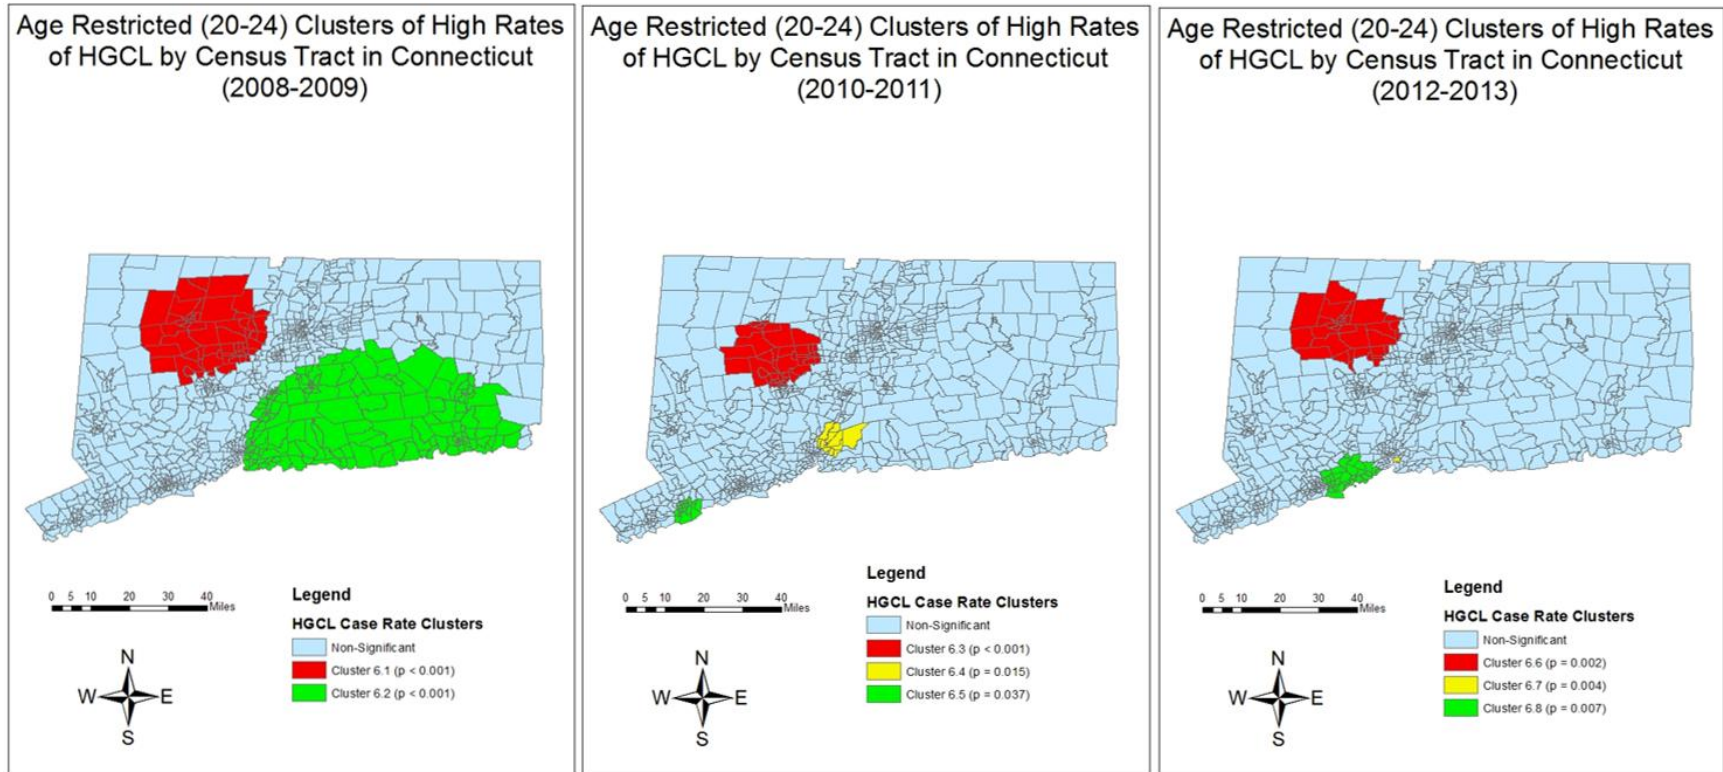 Age Restricted (20-24) Clusters of High Rates
of HGCL by Census Tract in Connecticut
(2008-2009)
0 5 10 20 30 40
Miles
N
W E
S
Legend
HGCL Case Rate Clusters
Non-Significant
Cluster 6.1 (p < 0.001)
Cluster 6.2 (p < 0.001)
Age Restricted (20-24) Clusters of High Rates
of HGCL by Census Tract in Connecticut
(2010-2011)
0 5 10 20 30 40
Miles
N
W E
S
Legend
HGCL Case Rate Clusters
Non-Significant
Cluster 6.3 (p < 0.001)
Cluster 6.4 (p = 0.015)
Cluster 6.5 (p = 0.037)
Age Restricted (20-24) Clusters of High Rates
of HGCL by Census Tract in Connecticut
(2012-2013)
0 5 10 20 30 40
Miles
N
W E
S
Legend
HGCL Case Rate Clusters
Non-Significant
Cluster 6.6 (p = 0.002)
Cluster 6.7 (p = 0.004)
Cluster 6.8 (p = 0.007)